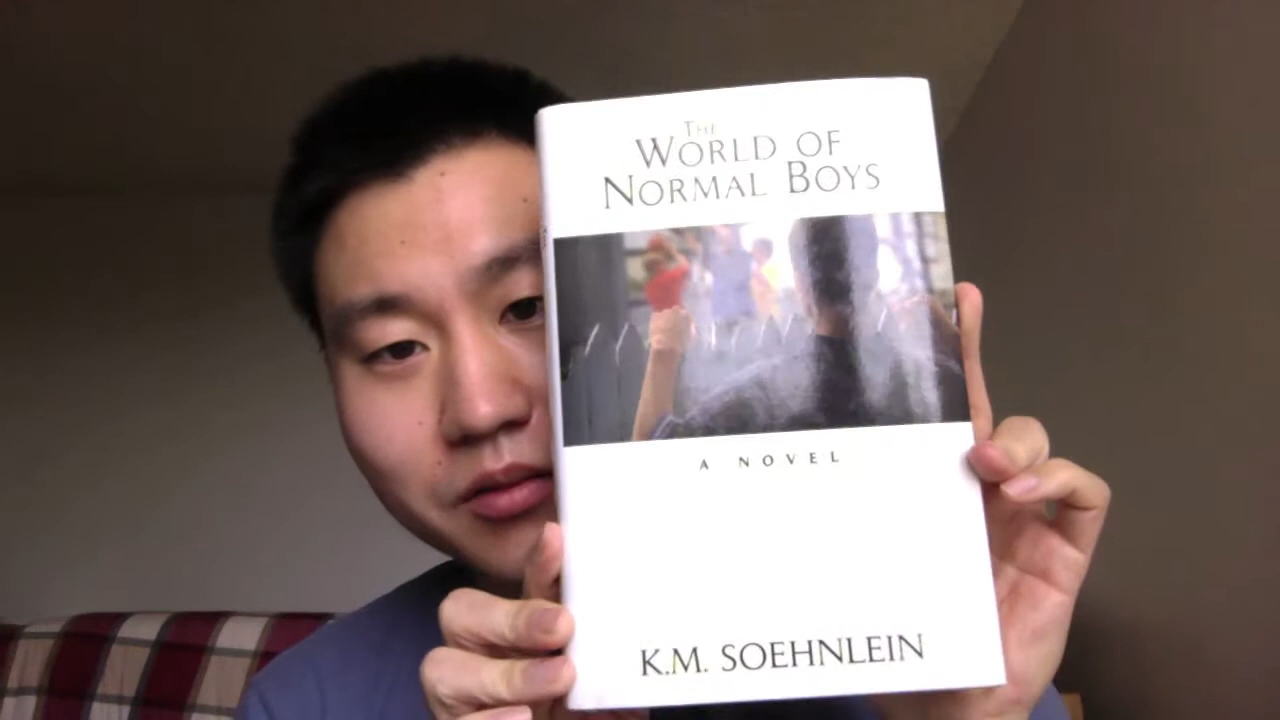 THE
WORLD OF
NORMAL BOYS
A NOVEL
K.M. SOEHNLEIN